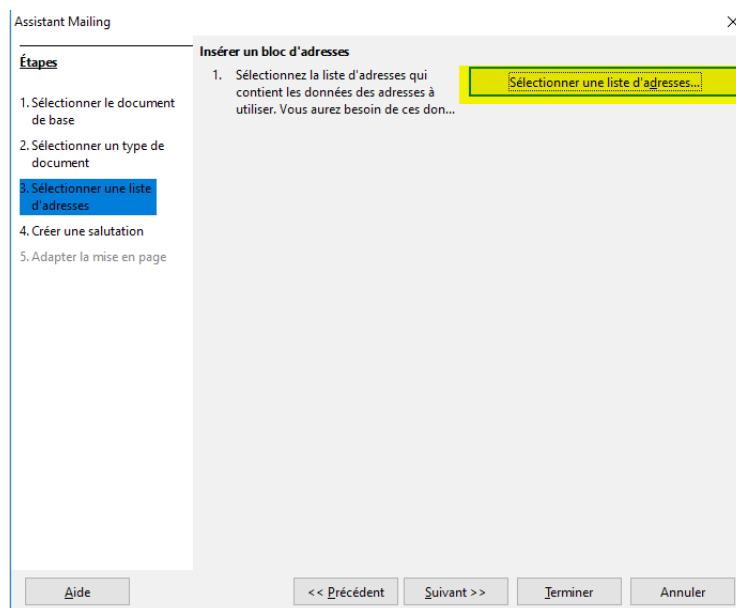 Assistant Mailing
Étapes
1. Sélectionner le document
de base
2. Sélectionner un type de
document
3. Sélectionner une liste
d'adresses
4. Créer une salutation
5. Adapter la mise en page
Insérer un bloc d'adresses
1. Sélectionnez la liste d'adresses qui
contient les données des adresses à
utiliser. Vous aurez besoin de ces don...
Sélectionner une liste d'adresses...
Aide
<< Précédent
Suivant >>
Terminer
Annuler